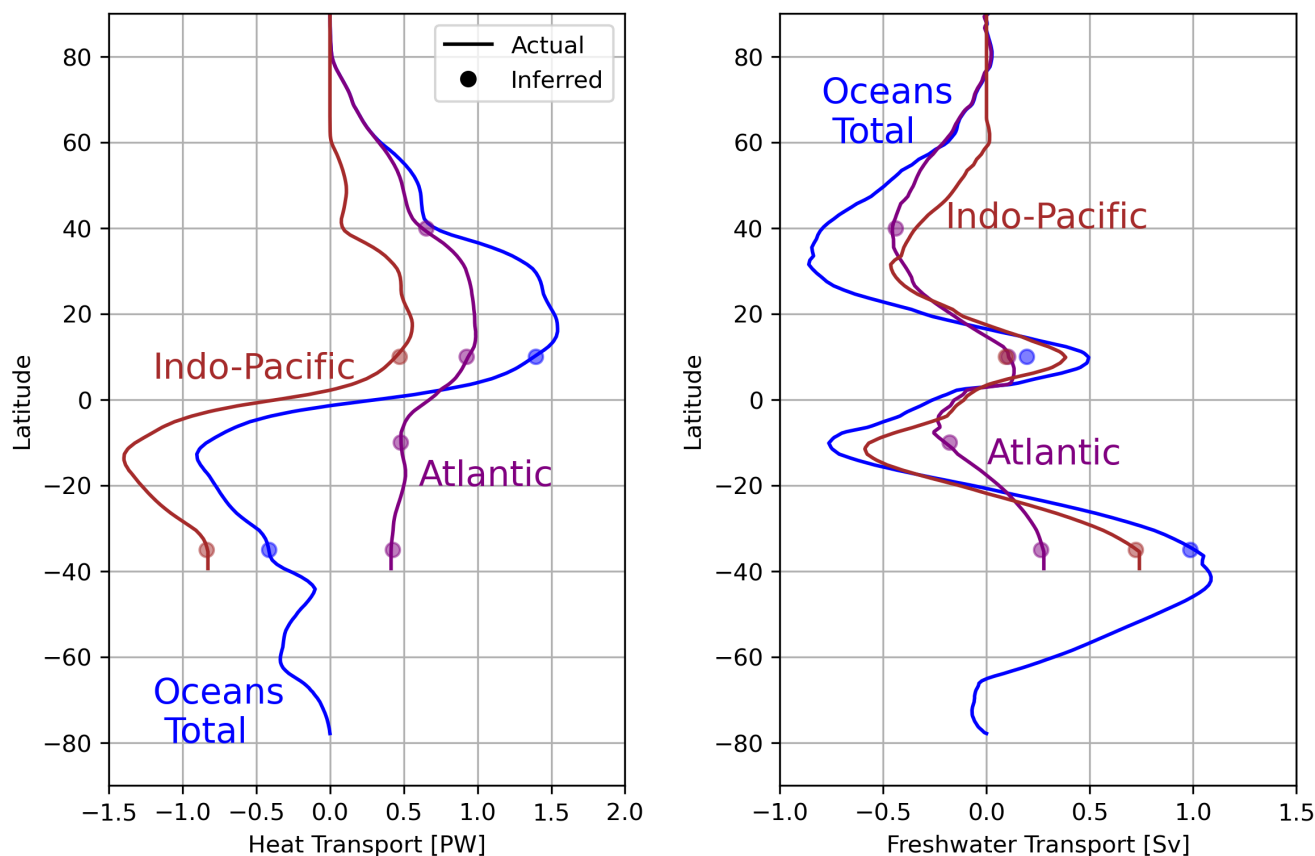 Actual
Inferred
Indo-Pacific
Atlantic
Oceans
Total
80
60
40
20
0
−20
−40
−60
−80
Latitude
−1.5
−1.0
−0.5
0.0
0.5
1.0
1.5
2.0
Heat Transport [PW]
Oceans
Total
Indo-Pacific
Atlantic
80
60
40
20
0
−20
−40
−60
−80
Latitude
−1.0
−0.5
0.0
0.5
1.0
1.5
Freshwater Transport [Sv]